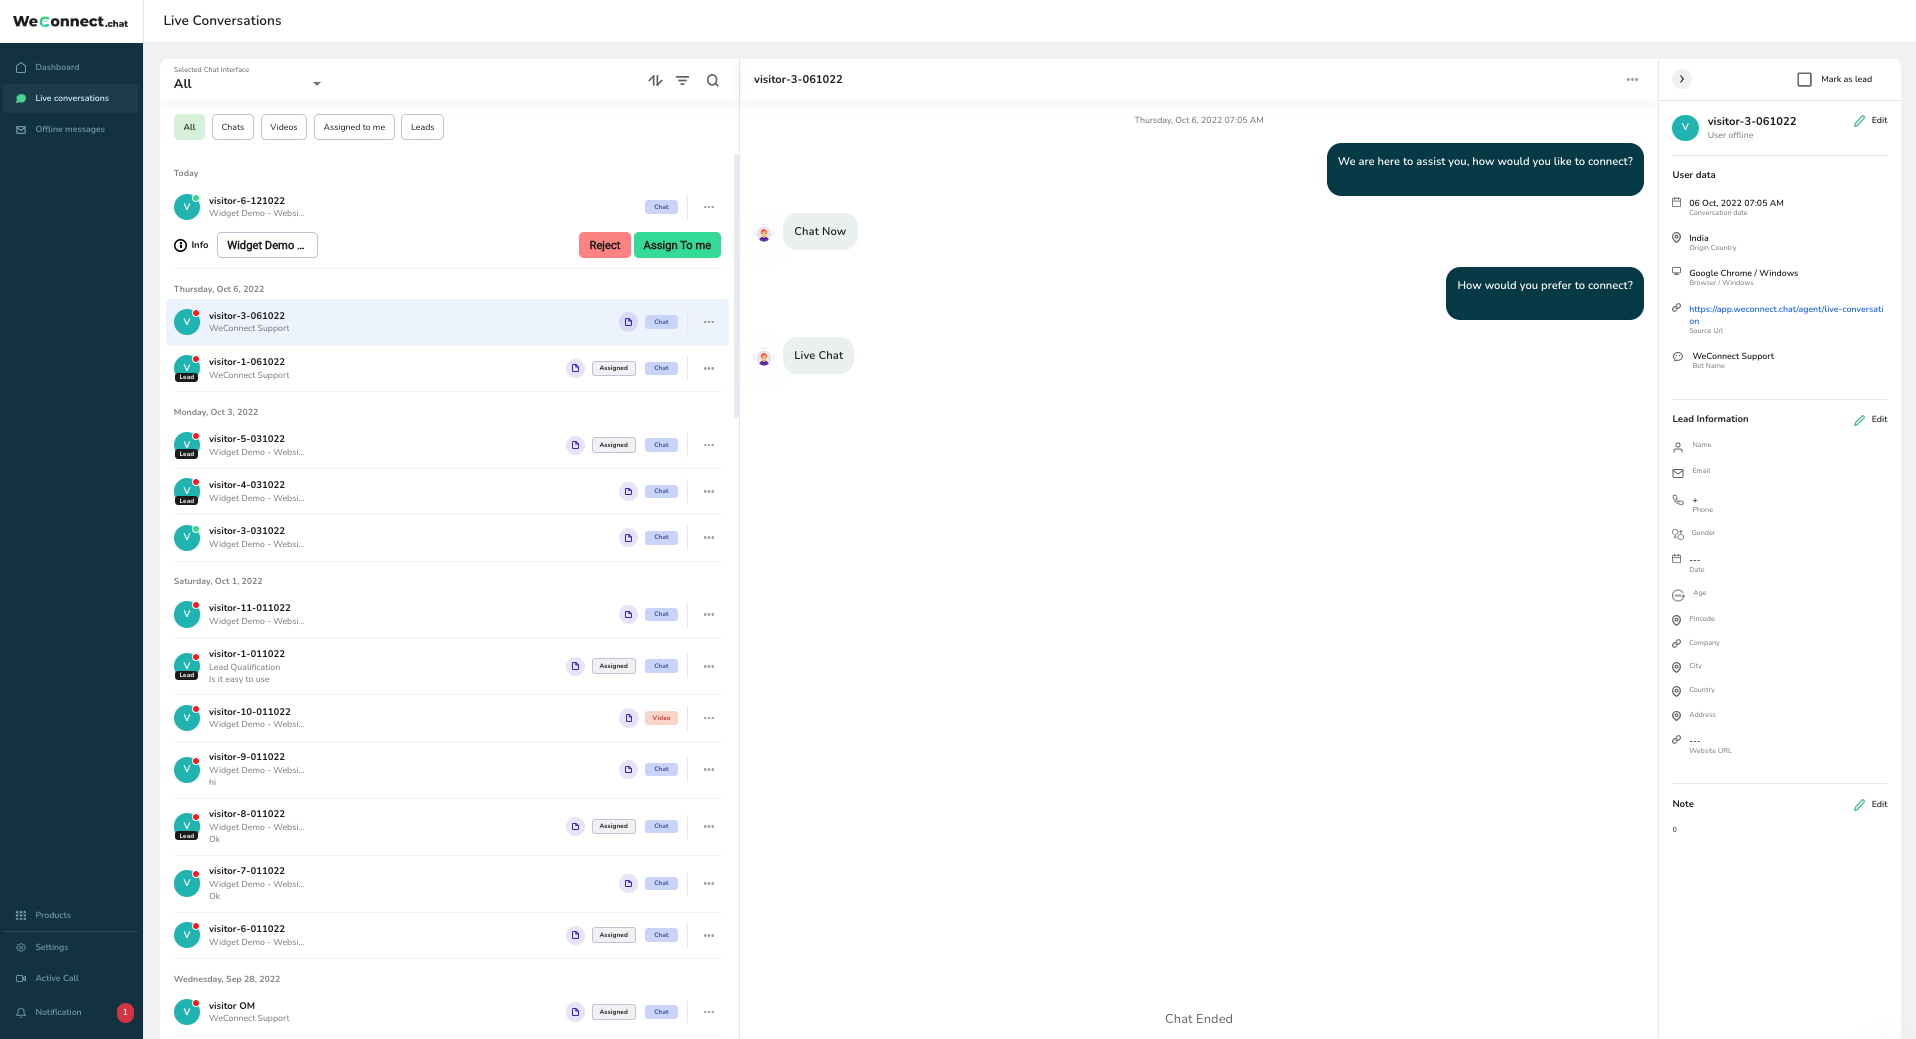 WeConnect.chat
Live Conversations
Dashboard
Live conversations
Offline messages
Products
Settings
Active Call
Notification
1
Selected Chat Interface
All
All
Chats
Videos
Assigned to me
Leads
Today
V
visitor-6-121022
Widget Demo - Websi...
Chat
Info
Widget Demo ...
Reject
Assign To me
Thursday, Oct 6, 2022
V
visitor-3-061022
WeConnect Support
Chat
V
Lead
visitor-1-061022
WeConnect Support
Assigned
Chat
Monday, Oct 3, 2022
V
Lead
visitor-5-031022
Widget Demo - Websi...
Assigned
Chat
V
Lead
visitor-4-031022
Widget Demo - Websi...
Chat
V
visitor-3-031022
Widget Demo - Websi...
Chat
Saturday, Oct 1, 2022
V
visitor-11-011022
Widget Demo - Websi...
Chat
V
Lead
visitor-1-011022
Lead Qualification
Is it easy to use
Assigned
Chat
V
visitor-10-011022
Widget Demo - Websi...
Video
V
visitor-9-011022
Widget Demo - Websi...
hi
Chat
V
Lead
visitor-8-011022
Widget Demo - Websi...
Ok
Assigned
Chat
V
visitor-7-011022
Widget Demo - Websi...
Ok
Chat
V
visitor-6-011022
Widget Demo - Websi...
Assigned
Chat
Wednesday, Sep 28, 2022
V
visitor OM
WeConnect Support
Assigned
Chat
visitor-3-061022
Thursday, Oct 6, 2022 07:05 AM
We are here to assist you, how would you like to connect?
Chat Now
How would you prefer to connect?
Live Chat
Chat Ended
Mark as lead
V
visitor-3-061022
User offline
Edit
User data
06 Oct, 2022 07:05 AM
Conversation date
India
Origin Country
Google Chrome / Windows
Browser / Windows
https://app.weconnect.chat/agent/live-conversati
on
Source Url
WeConnect Support
Bot Name
Lead Information
Edit
Name
Email
+
Phone
Gender
---
Date
Age
Pincode
Company
City
Country
Address
---
Website URL
Note
Edit
0